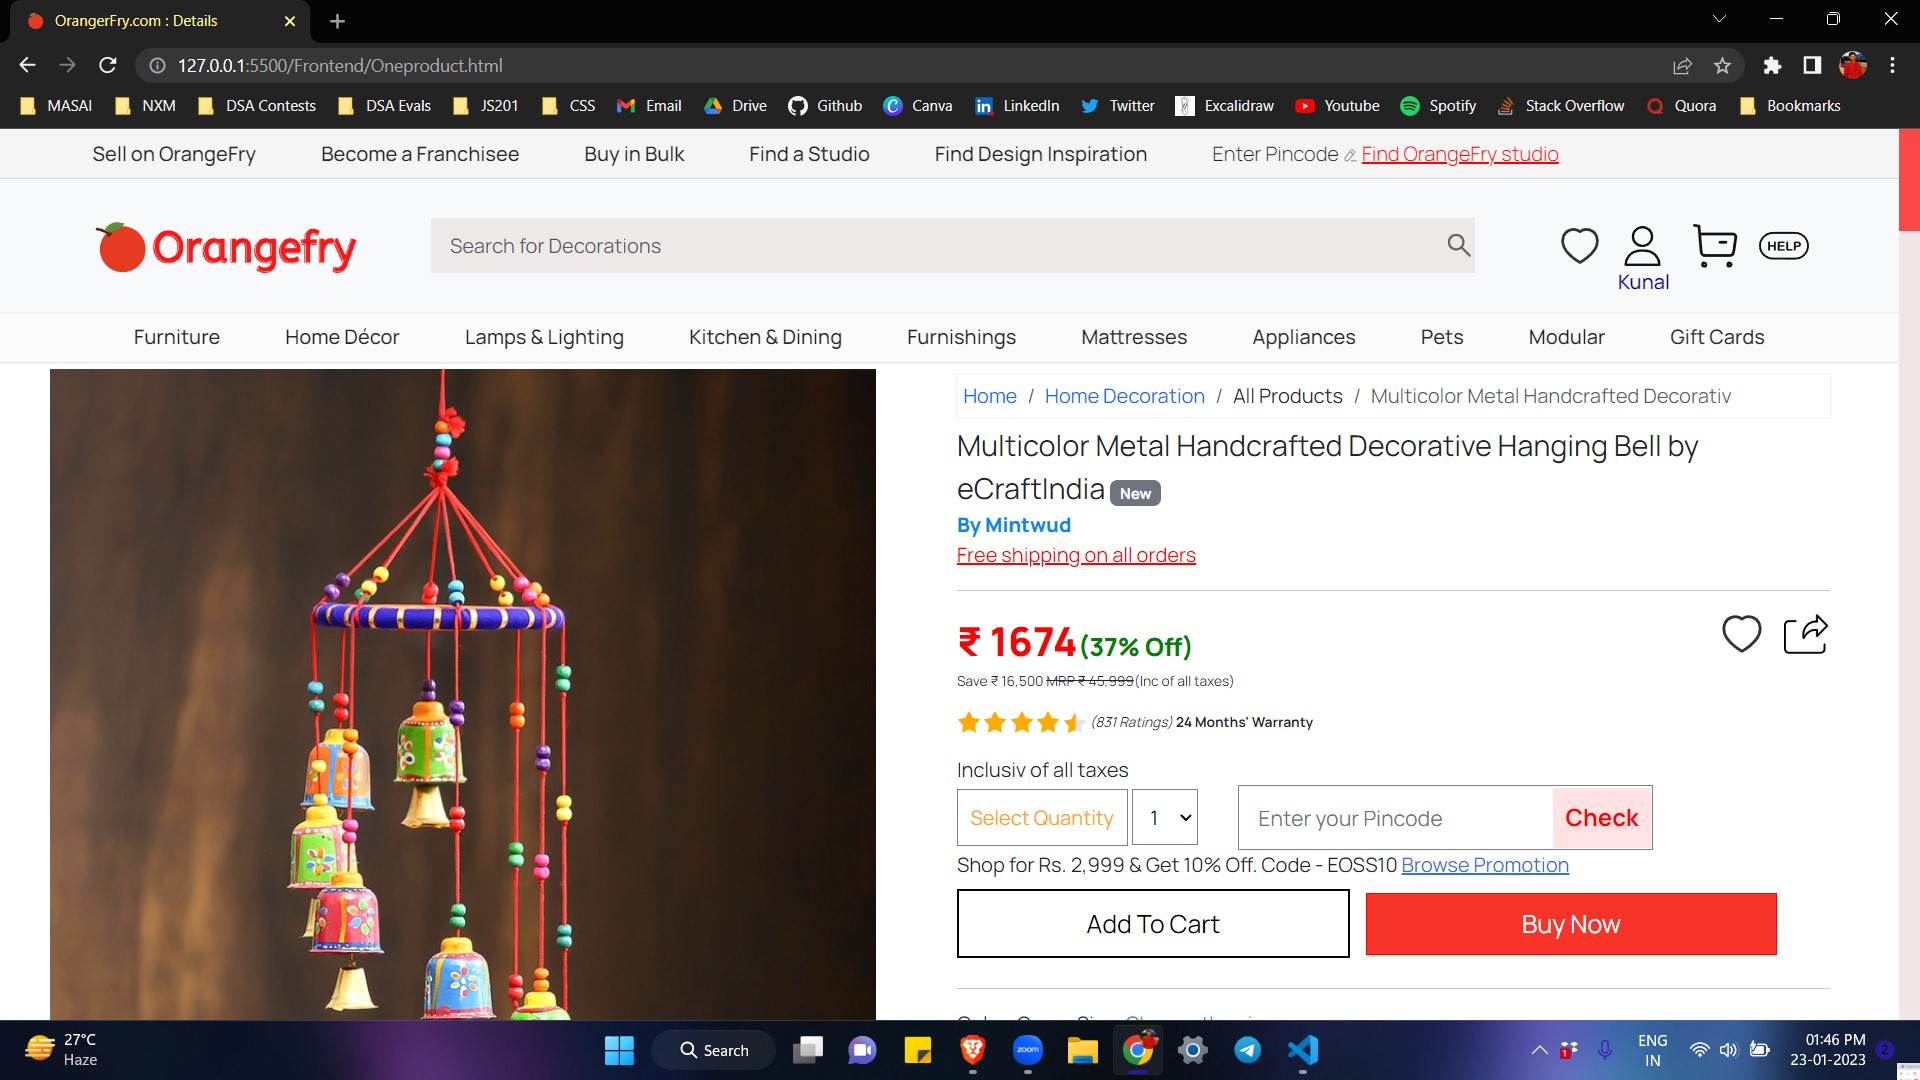 OrangerFry.com : Details
127.0.0.1:5500/Frontend/Oneproduct.html
MASAI NXM DSA Contests DSA Evals JS201 CSS Email Drive Github Canva LinkedIn Twitter Excalidraw Youtube Spotify Stack Overflow Quora Bookmarks
Sell on OrangeFry Become a Franchisee Buy in Bulk Find a Studio Find Design Inspiration Enter Pincode Find OrangeFry studio
Orangefry
Search for Decorations
HELP
Kunal
Furniture Home Décor Lamps & Lighting Kitchen & Dining Furnishings Mattresses Appliances Pets Modular Gift Cards
Home / Home Decoration / All Products / Multicolor Metal Handcrafted Decorativ
Multicolor Metal Handcrafted Decorative Hanging Bell by
eCraftIndia New
By Mintwud
Free shipping on all orders
₹ 1674 (37% Off)
Save ₹ 16,500 MRP ₹ 45,999(Inc of all taxes)
(831 Ratings) 24 Months' Warranty
Inclusiv of all taxes
Select Quantity 1 Enter your Pincode Check
Shop for Rs. 2,999 & Get 10% Off. Code - EOSS10 Browse Promotion
Add To Cart Buy Now
27°C
Haze
Search
zoom
1
ENG
IN
01:46 PM
23-01-2023
2